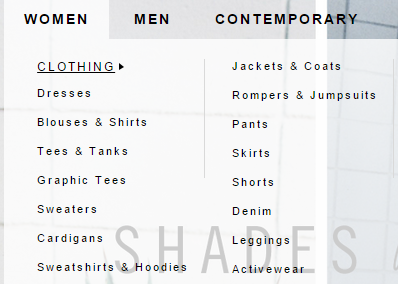 WOMEN MEN CONTEMPORARY
CLOTHING
Dresses
Blouses & Shirts
Tees & Tanks
Graphic Tees
Sweaters
Cardigans
Sweatshirts & Hoodies
Jackets & Coats
Rompers & Jumpsuits
Pants
Skirts
Shorts
Denim
Leggings
Activewear
SHADES